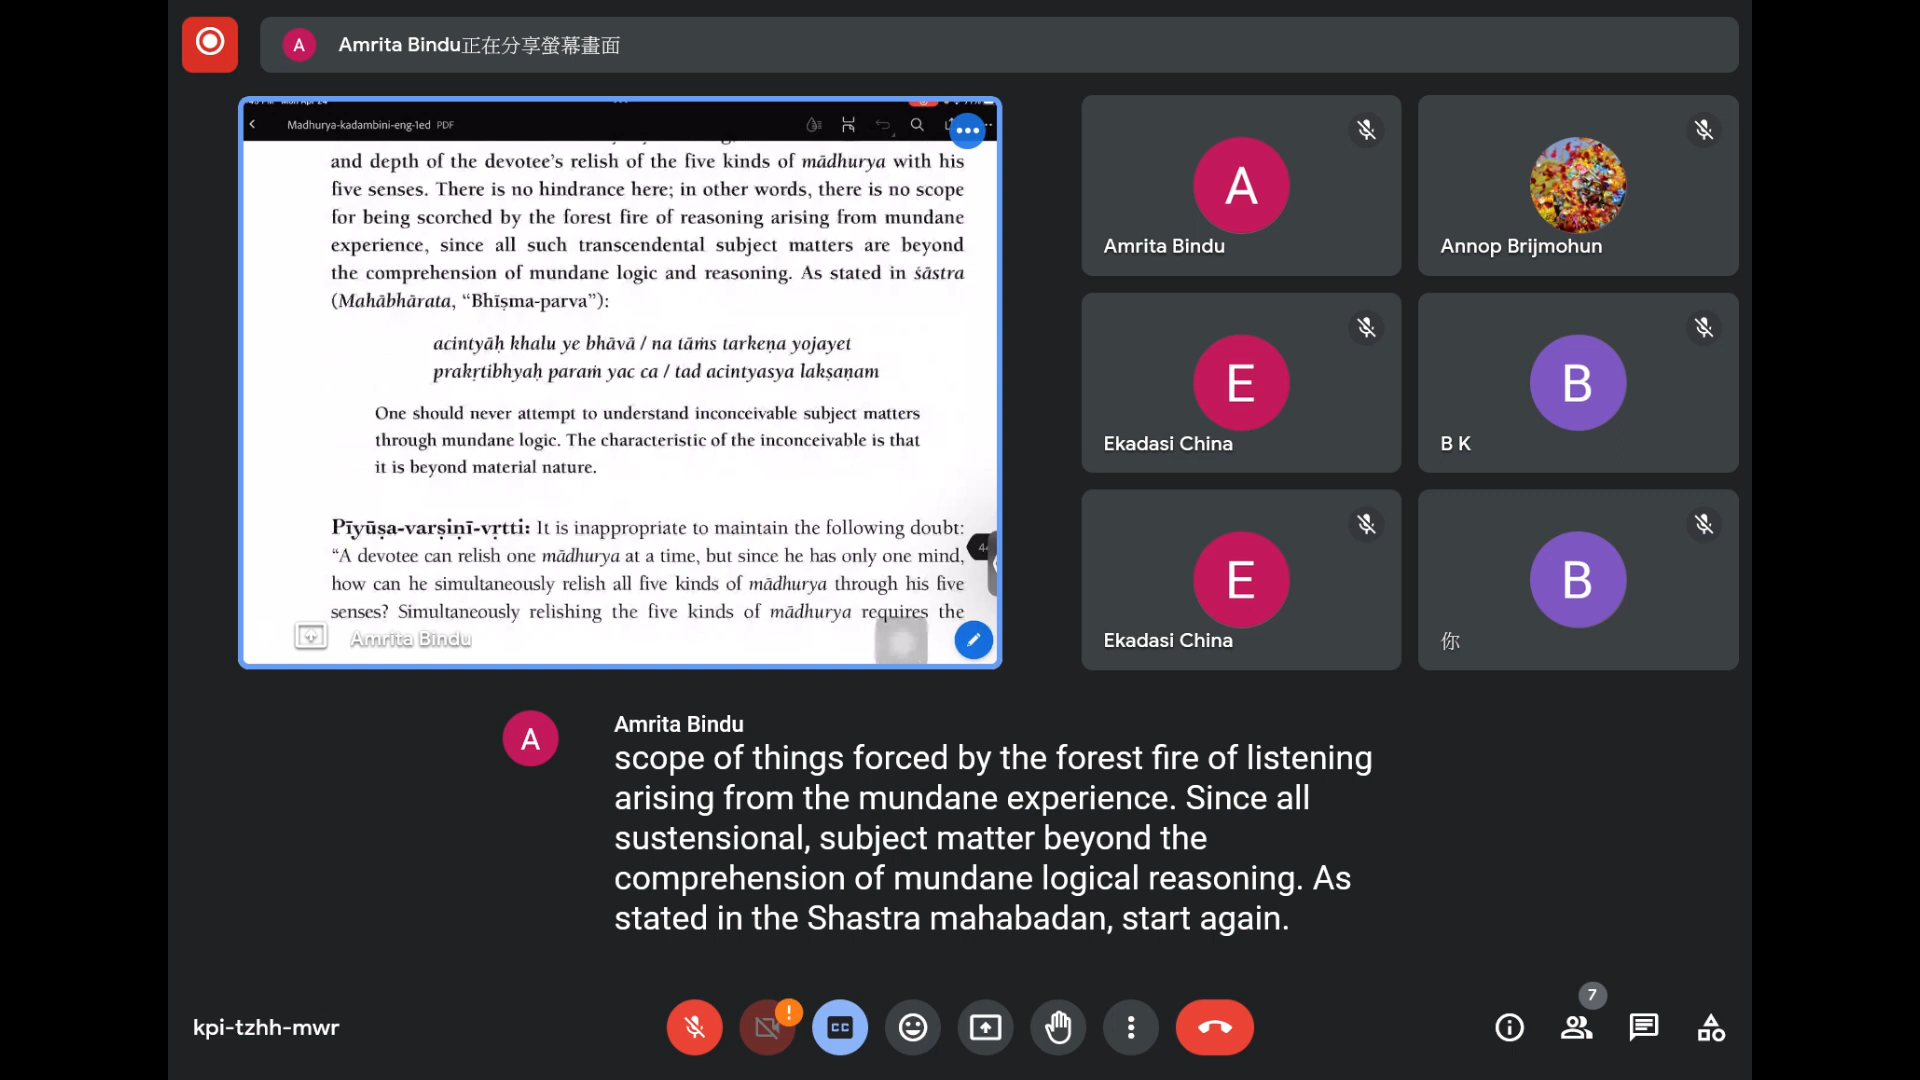 A Amrita Bindu正在分享螢幕畫面
Madhurya-kadambini-eng-1ed PDF
and depth of the devotee’s relish of the five kinds of mādhurya with his
five senses. There is no hindrance here; in other words, there is no scope
for being scorched by the forest fire of reasoning arising from mundane
experience, since all such transcendental subject matters are beyond
the comprehension of mundane logic and reasoning. As stated in śāstra
(Mahābhārata, “Bhīṣma-parva”):
acintyāḥ khalu ye bhāvā / na tāṁs tarkeṇa yojayet
prakṛtibhyaḥ paraṁ yac ca / tad acintyasya lakṣaṇam
One should never attempt to understand inconceivable subject matters
through mundane logic. The characteristic of the inconceivable is that
it is beyond material nature.
Pīyūṣa-varṣiṇī-vṛtti: It is inappropriate to maintain the following doubt:
“A devotee can relish one mādhurya at a time, but since he has only one mind,
how can he simultaneously relish all five kinds of mādhurya through his five
senses? Simultaneously relishing the five kinds of mādhurya requires the
Amrita Bindu
A
Amrita Bindu
Annop Brijmohun
E
Ekadasi China
B
B K
E
Ekadasi China
B
你
A
Amrita Bindu
scope of things forced by the forest fire of listening
arising from the mundane experience. Since all
sustensional, subject matter beyond the
comprehension of mundane logical reasoning. As
stated in the Shastra mahabadan, start again.
kpi-tzhh-mwr
!
CC
7